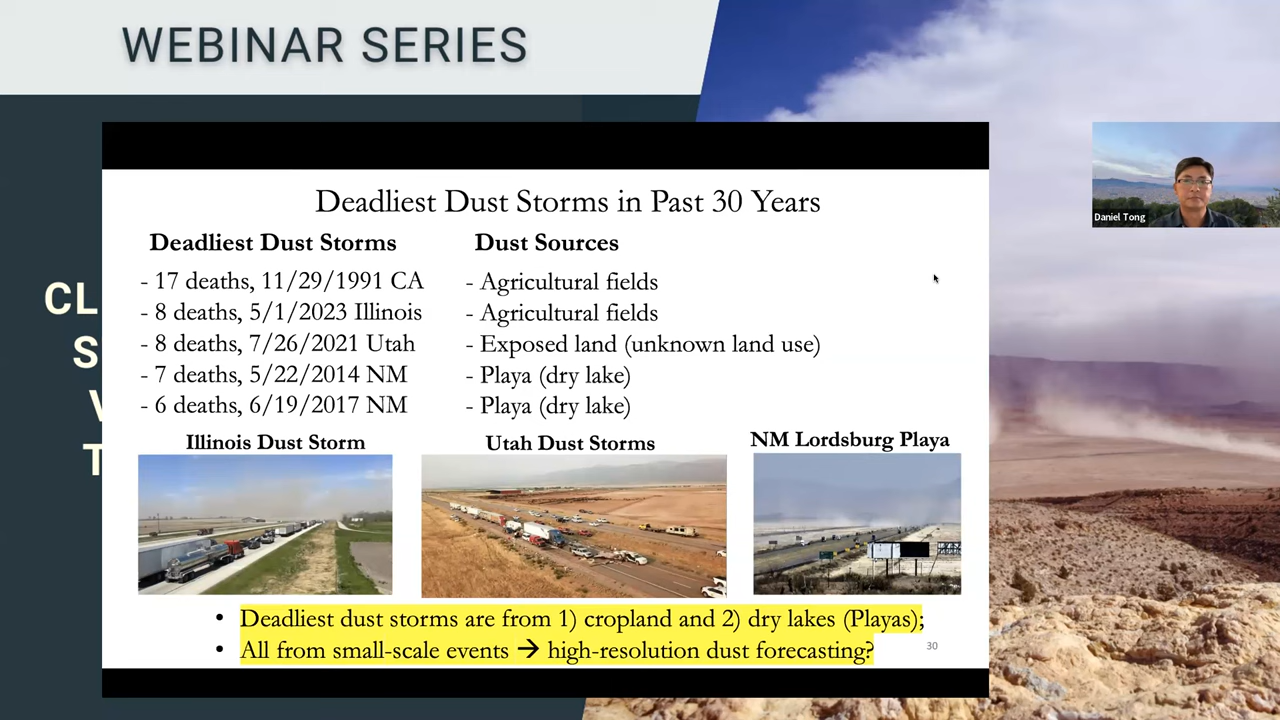 WEBINAR SERIES
CL
S
V
T
Deadliest Dust Storms in Past 30 Years
Deadliest Dust Storms
- 17 deaths, 11/29/1991 CA
- 8 deaths, 5/1/2023 Illinois
- 8 deaths, 7/26/2021 Utah
- 7 deaths, 5/22/2014 NM
- 6 deaths, 6/19/2017 NM
Dust Sources
- Agricultural fields
- Agricultural fields
- Exposed land (unknown land use)
- Playa (dry lake)
- Playa (dry lake)
Illinois Dust Storm
Utah Dust Storms
NM Lordsburg Playa
• Deadliest dust storms are from 1) cropland and 2) dry lakes (Playas);
• All from small-scale events → high-resolution dust forecasting?
30
Daniel Tong